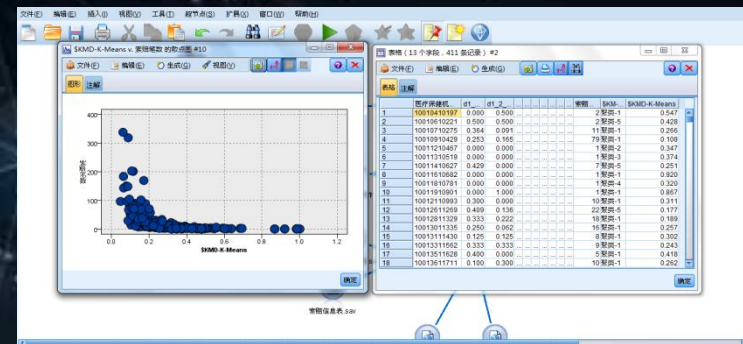 文件(F) 编辑(E) 插入(I) 视图(V) 工具(T) 超节点(S) 扩展(X) 窗口(W) 帮助(H)
$KMD-K-Means v. 索赔笔数 的散点图 #10
文件(F) 编辑(E) 生成(G) 视图(V)
图形 注解
400
300
200
100
0
0.0 0.2 0.4 0.6 0.8 1.0 1.2
$KMD-K-Means
确定
表格 (13 个字段，411 条记录) #2
文件(F) 编辑(E) 生成(G)
表格 注解
医疗保健机... d1_... d1_2_... 索赔... $KM-... $KMD-K-Means
1 10010410197 0.000 0.500 2 聚类-1 0.547
2 10010610221 0.500 0.500 2 聚类-5 0.428
3 10010710275 0.364 0.091 11 聚类-1 0.266
4 10010910429 0.253 0.165 79 聚类-1 0.108
5 10011210467 0.000 0.000 1 聚类-2 0.347
6 10011310519 0.000 0.000 1 聚类-3 0.374
7 10011410627 0.429 0.000 7 聚类-5 0.251
8 10011610682 0.000 0.000 1 聚类-1 0.920
9 10011810781 0.000 0.000 1 聚类-4 0.320
10 10011910901 0.000 0.000 1 聚类-1 0.867
11 10012110993 0.300 0.000 10 聚类-1 0.311
12 10012611269 0.409 0.136 22 聚类-5 0.177
13 10012811329 0.333 0.222 18 聚类-1 0.189
14 10013011335 0.250 0.062 16 聚类-1 0.257
15 10013111430 0.125 0.125 8 聚类-1 0.302
16 10013311562 0.333 0.333 9 聚类-1 0.243
17 10013511628 0.400 0.000 5 聚类-1 0.418
18 10013611711 0.100 0.300 10 聚类-1 0.262
确定
索赔信息表.sav